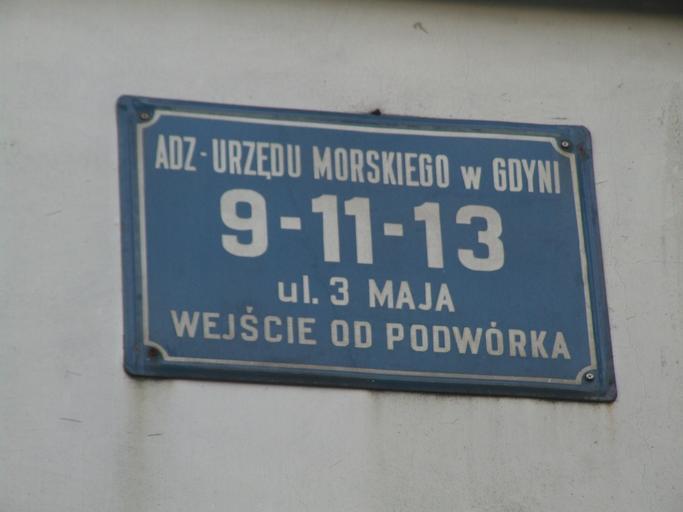 ADZ-URZĘDU MORSKIEGO w GDYNI
9-11-13
ul. 3 MAJA
WEJŚCIE OD PODWÓRKA